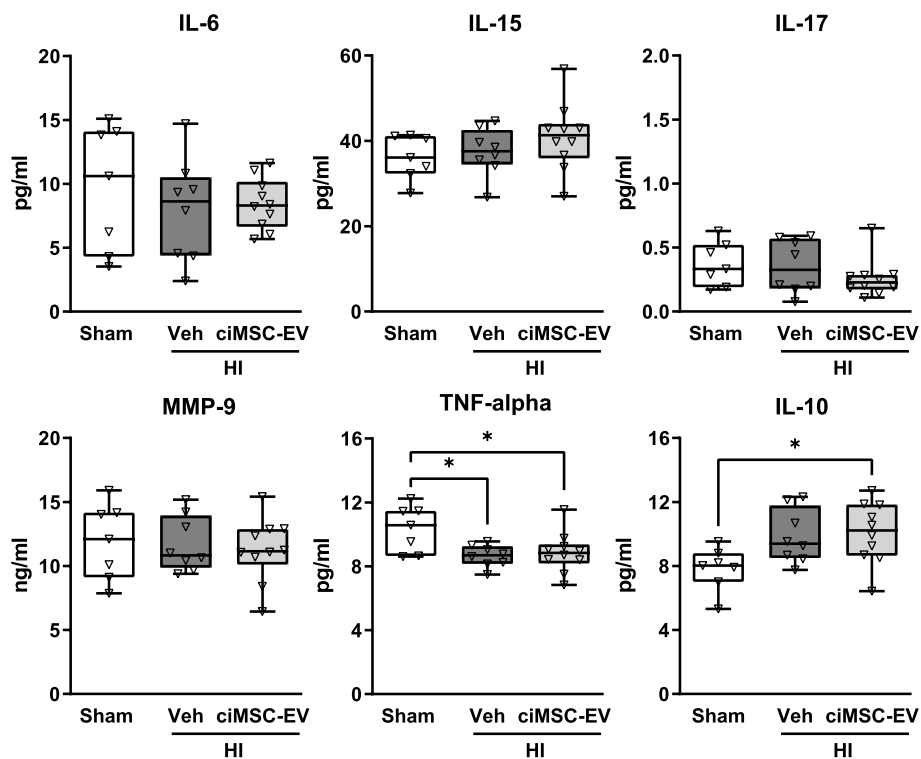 IL-6
20
15
10
5
0
pg/ml
Sham
Veh
ciMSC-EV
HI
IL-15
60
40
20
0
pg/ml
Sham
Veh
ciMSC-EV
HI
IL-17
2.0
1.5
1.0
0.5
0.0
pg/ml
Sham
Veh
ciMSC-EV
HI
MMP-9
20
15
10
5
0
ng/ml
Sham
Veh
ciMSC-EV
HI
TNF-alpha
16
12
8
4
0
pg/ml
*
*
Sham
Veh
ciMSC-EV
HI
IL-10
16
12
8
4
0
pg/ml
*
Sham
Veh
ciMSC-EV
HI